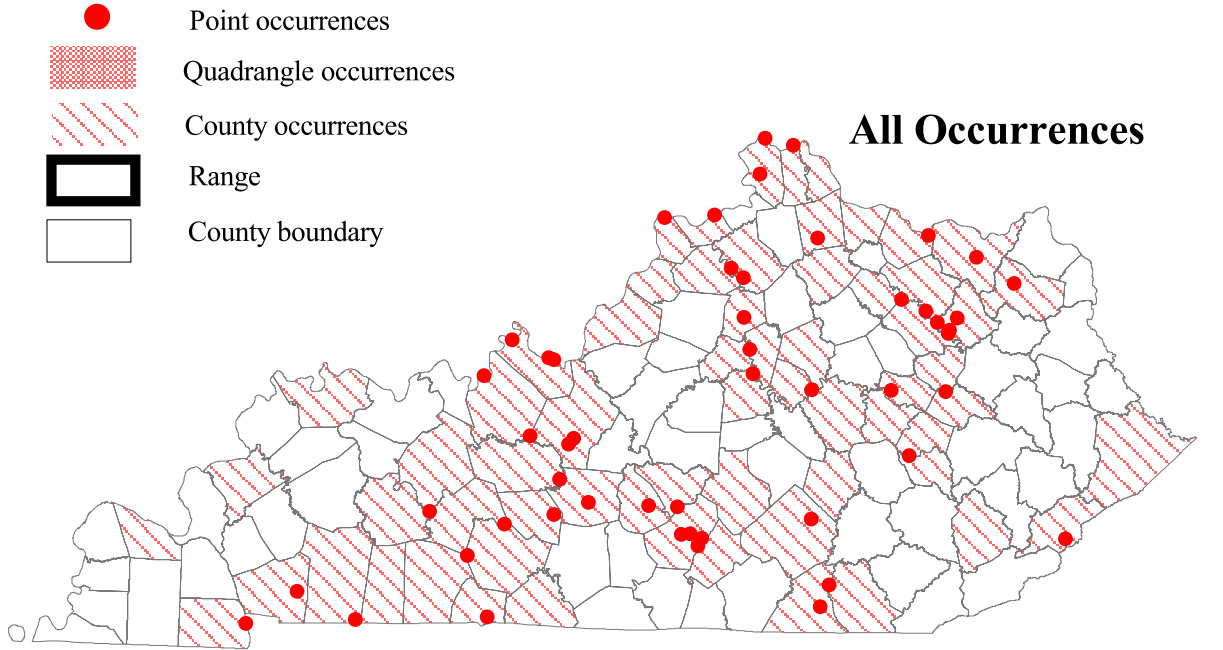 Point occurrences
Quadrangle occurrences
County occurrences
Range
County boundary
All Occurrences